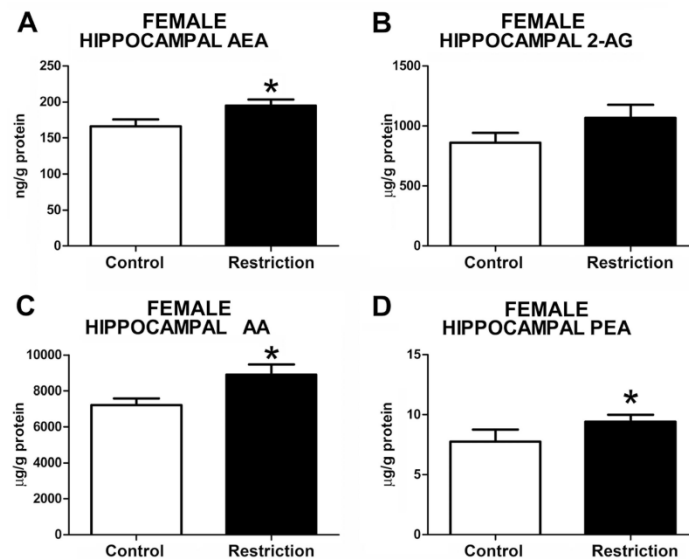 A
FEMALE
HIPPOCAMPAL AEA
ng/g protein
250
200
150
100
50
0
*
Control Restriction
B
FEMALE
HIPPOCAMPAL 2-AG
µg/g protein
1500
1000
500
0
Control Restriction
C
FEMALE
HIPPOCAMPAL AA
µg/g protein
10000
8000
6000
4000
2000
0
*
Control Restriction
D
FEMALE
HIPPOCAMPAL PEA
µg/g protein
15
10
5
0
*
Control Restriction